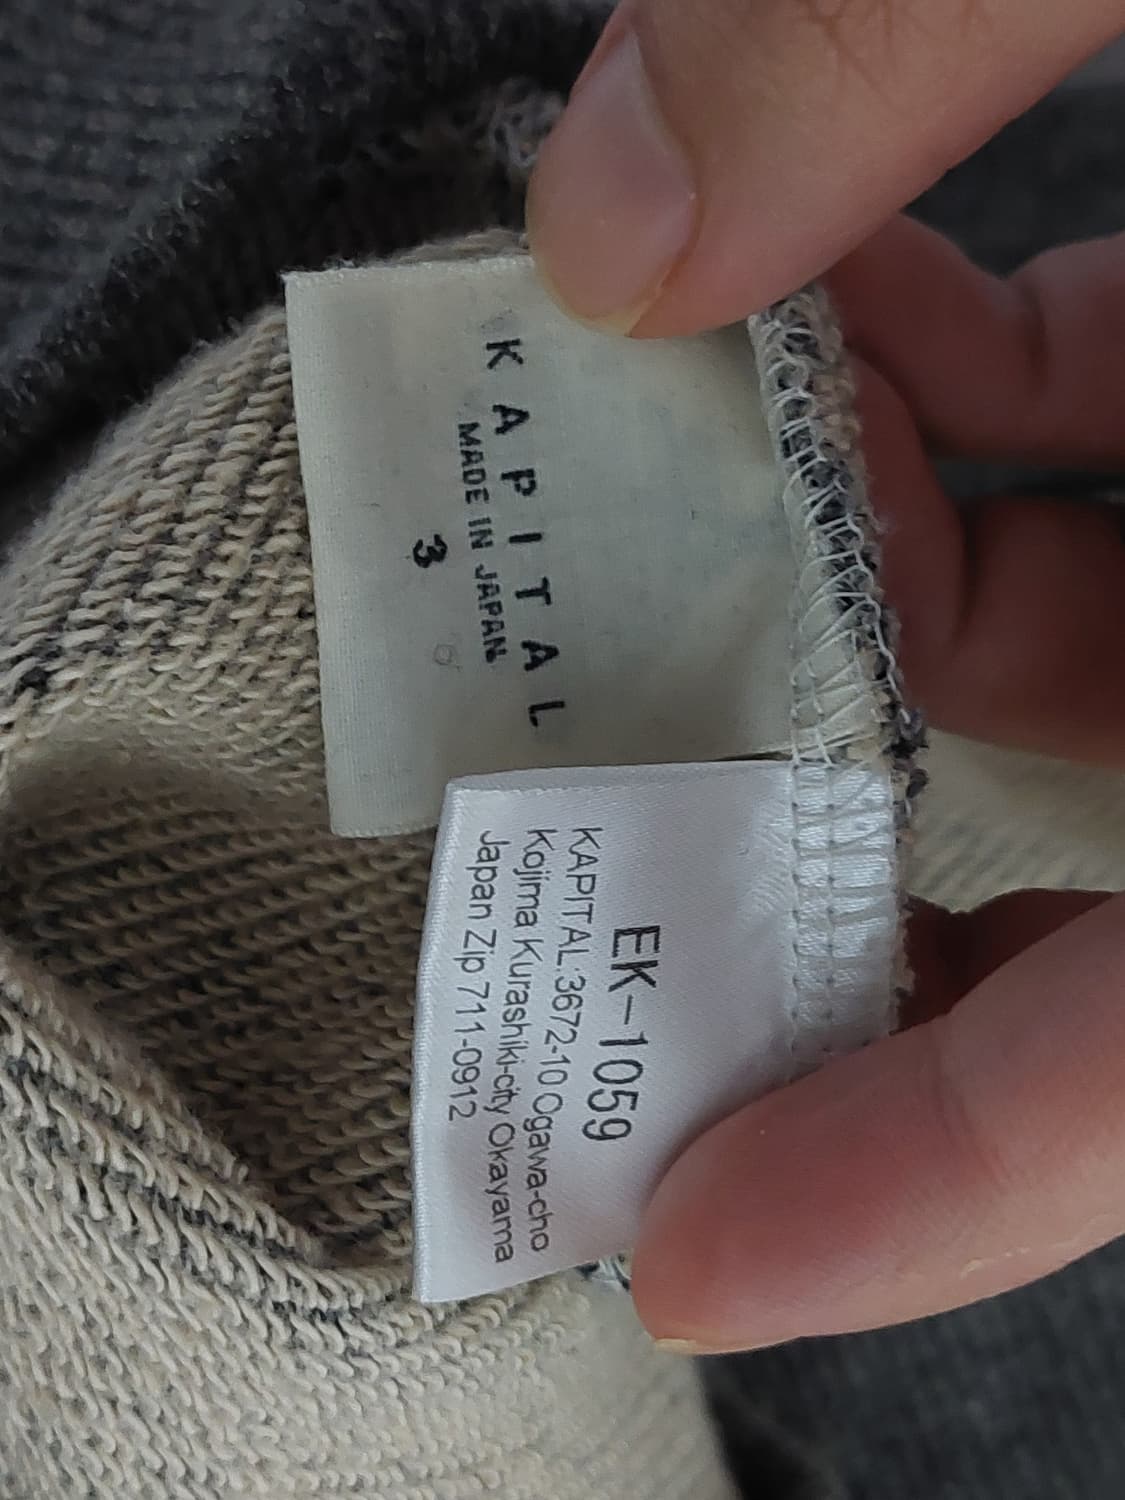 KAPITAL
MADE IN JAPAN
3
EK-1059
KAPITAL:3672-10 Ogawa-cho
Kojima Kurashiki-city Okayama
Japan Zip 711-0912